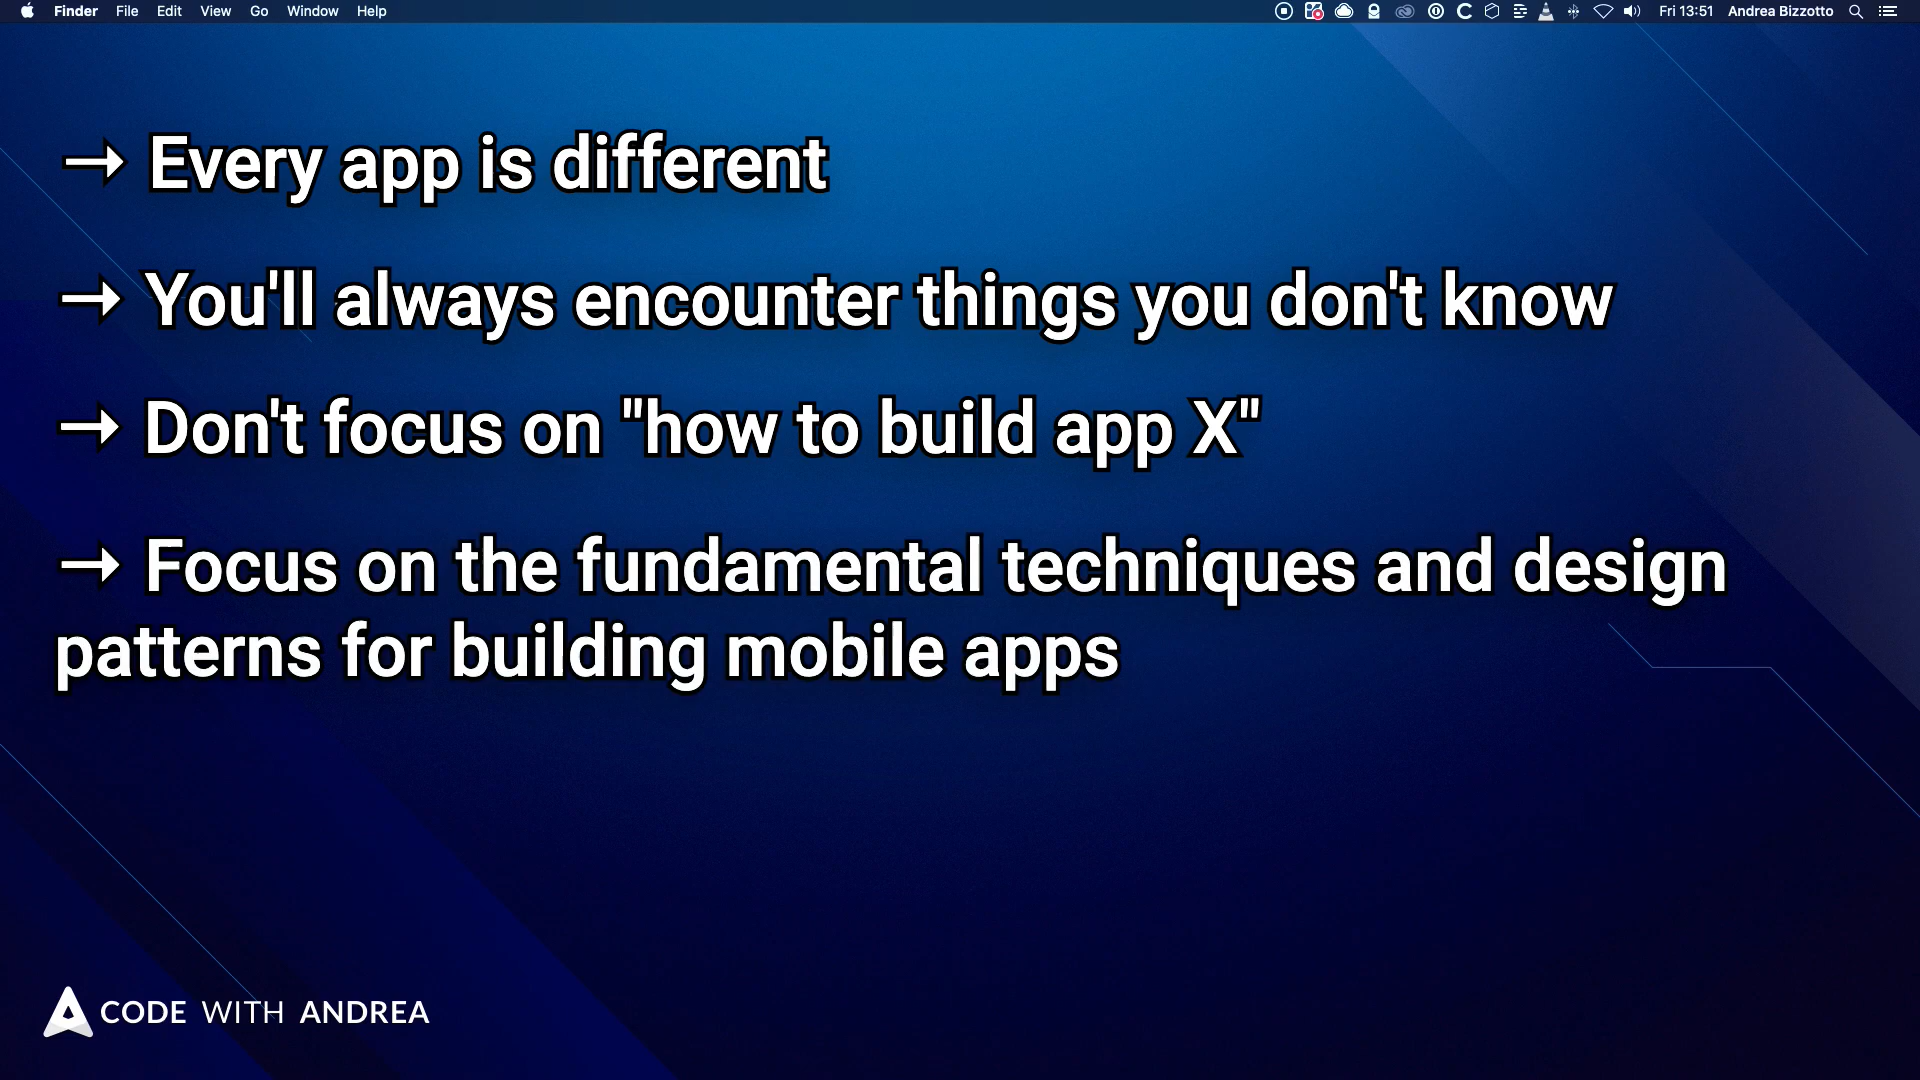 Finder File Edit View Go Window Help Fri 13:51 Andrea Bizzotto
→ Every app is different
→ You'll always encounter things you don't know
→ Don't focus on "how to build app X"
→ Focus on the fundamental techniques and design
patterns for building mobile apps
CODE WITH ANDREA